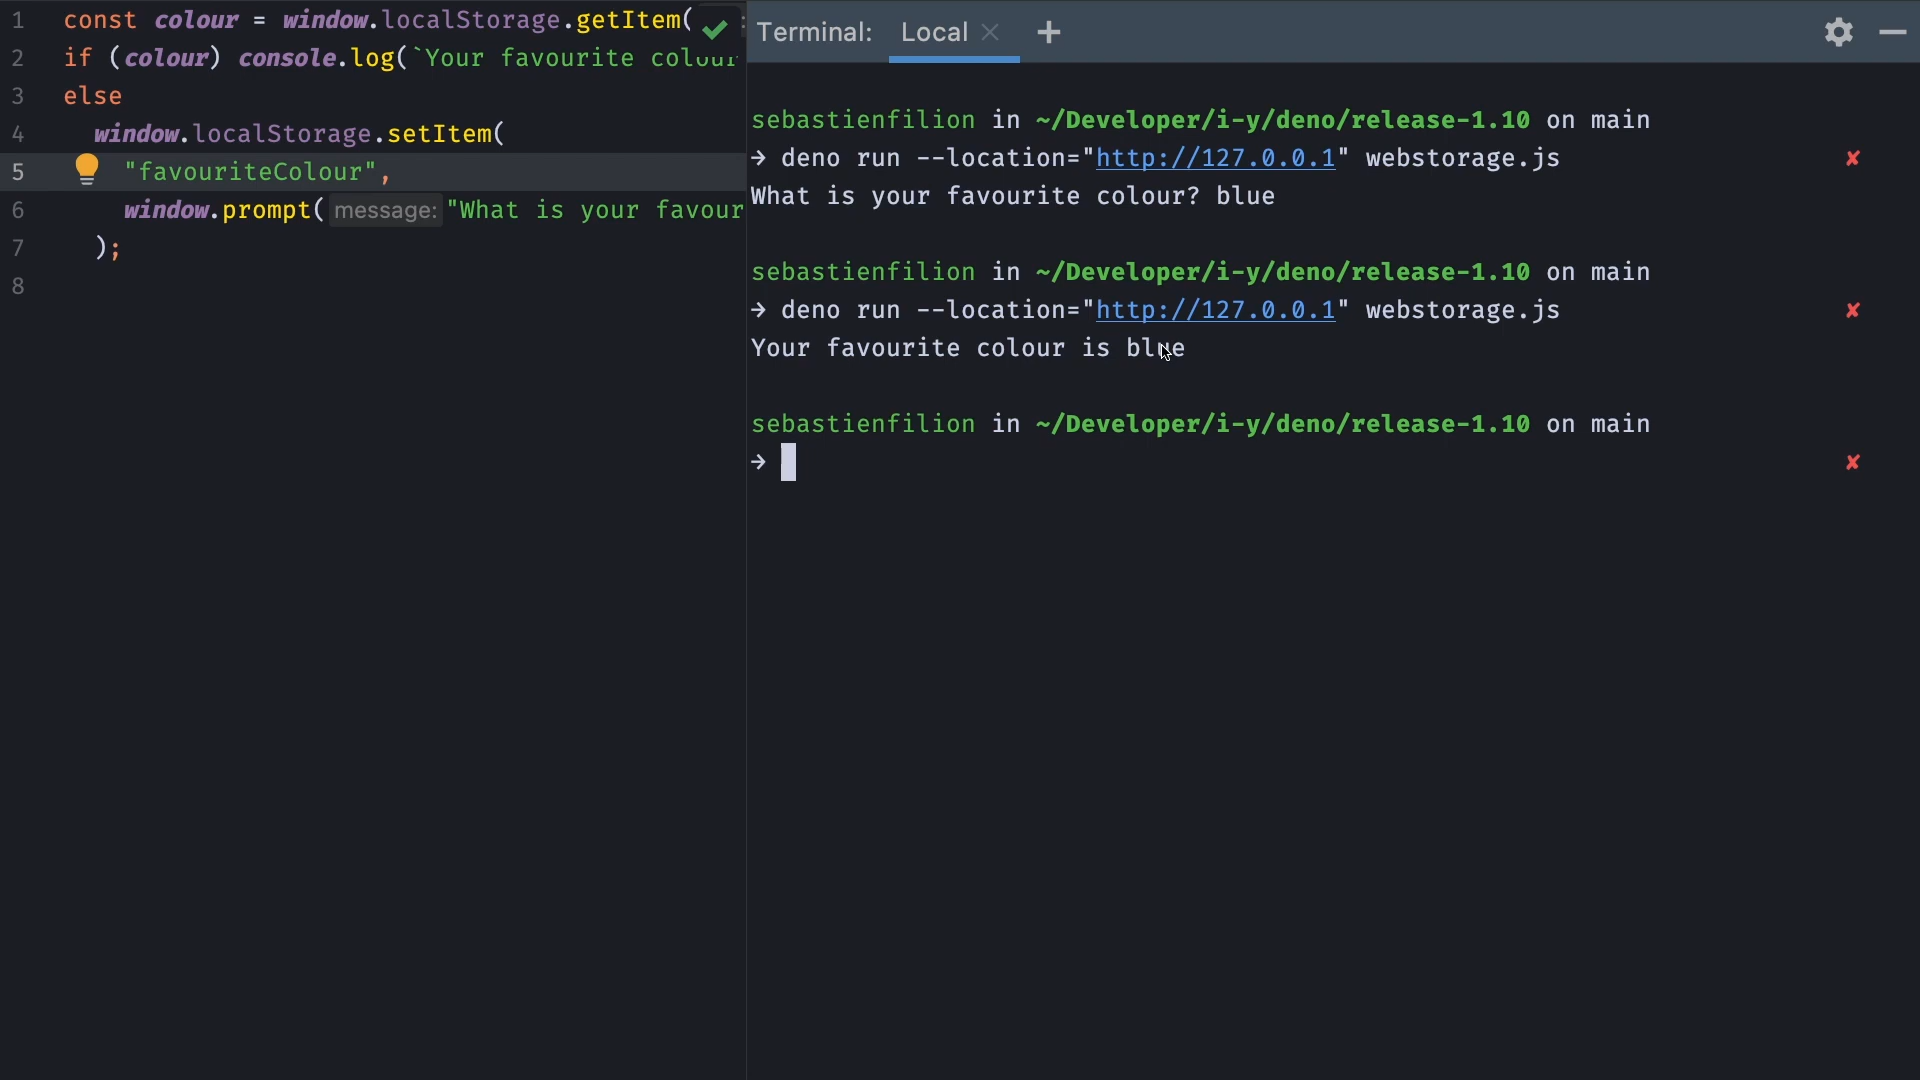 1 const colour = window.localStorage.getItem(
2 if (colour) console.log(`Your favourite colour
3 else
4 window.localStorage.setItem(
5 "favouriteColour",
6 window.prompt( message: "What is your favour
7 );
8
Terminal: Local
sebastienfilion in ~/Developer/i-y/deno/release-1.10 on main
→ deno run --location="http://127.0.0.1" webstorage.js ✘
What is your favourite colour? blue
sebastienfilion in ~/Developer/i-y/deno/release-1.10 on main
→ deno run --location="http://127.0.0.1" webstorage.js ✘
Your favourite colour is blue
sebastienfilion in ~/Developer/i-y/deno/release-1.10 on main
→ ✘